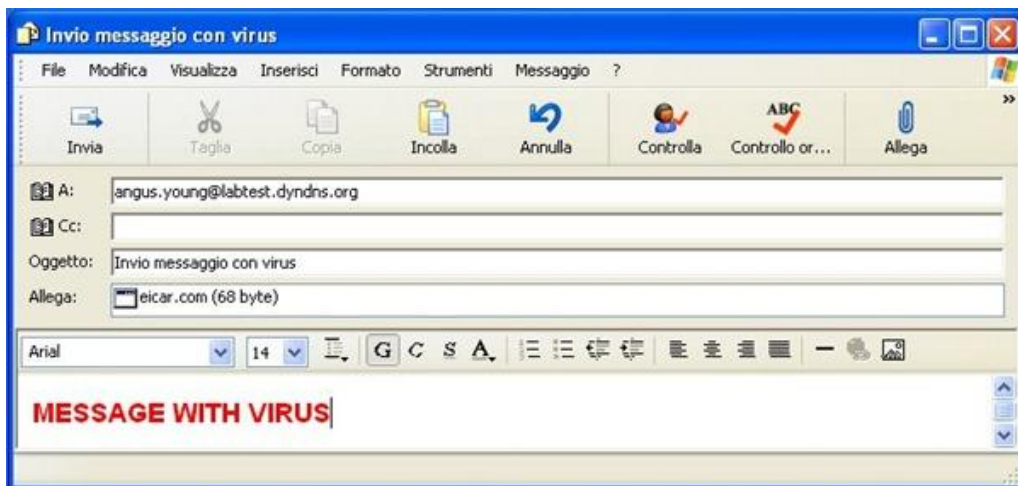 Invio messaggio con virus
File Modifica Visualizza Inserisci Formato Strumenti Messaggio ?
Invia Taglia Copia Incolla Annulla Controlla ABC Controllo or... Allega »
A: angus.young@labtest.dyndns.org
Cc:
Oggetto: Invio messaggio con virus
Allega: eicar.com (68 byte)
Arial 14 G C S A
MESSAGE WITH VIRUS